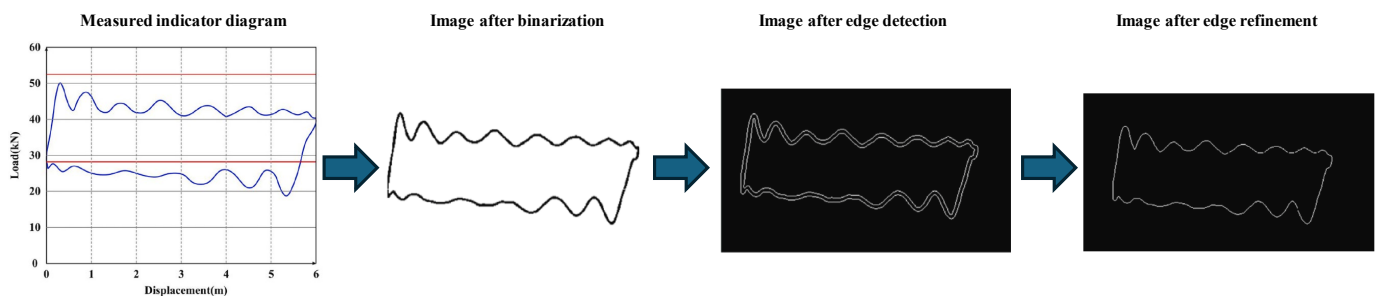 Measured indicator diagram
Image after binarization
Image after edge detection
Image after edge refinement
60
50
40
30
20
10
0
Load(kN)
0 1 2 3 4 5 6
Displacement(m)